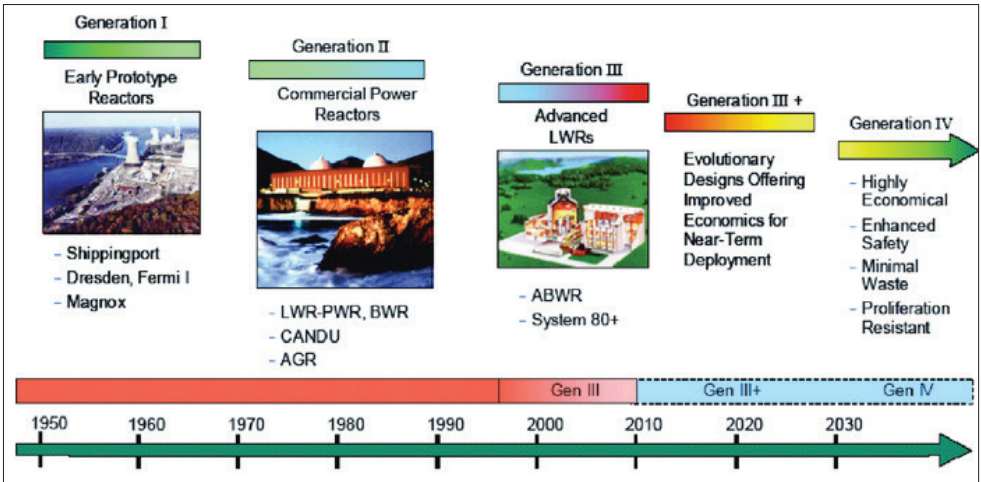 Generation I
Early Prototype
Reactors
– Shippingport
– Dresden, Fermi I
– Magnox
Generation II
Commercial Power
Reactors
– LWR-PWR, BWR
– CANDU
– AGR
Generation III
Advanced
LWRs
– ABWR
– System 80+
Generation III +
Evolutionary
Designs Offering
Improved
Economics for
Near-Term
Deployment
Generation IV
– Highly
Economical
– Enhanced
Safety
– Minimal
Waste
– Proliferation
Resistant
Gen III
Gen III+
Gen IV
1950
1960
1970
1980
1990
2000
2010
2020
2030